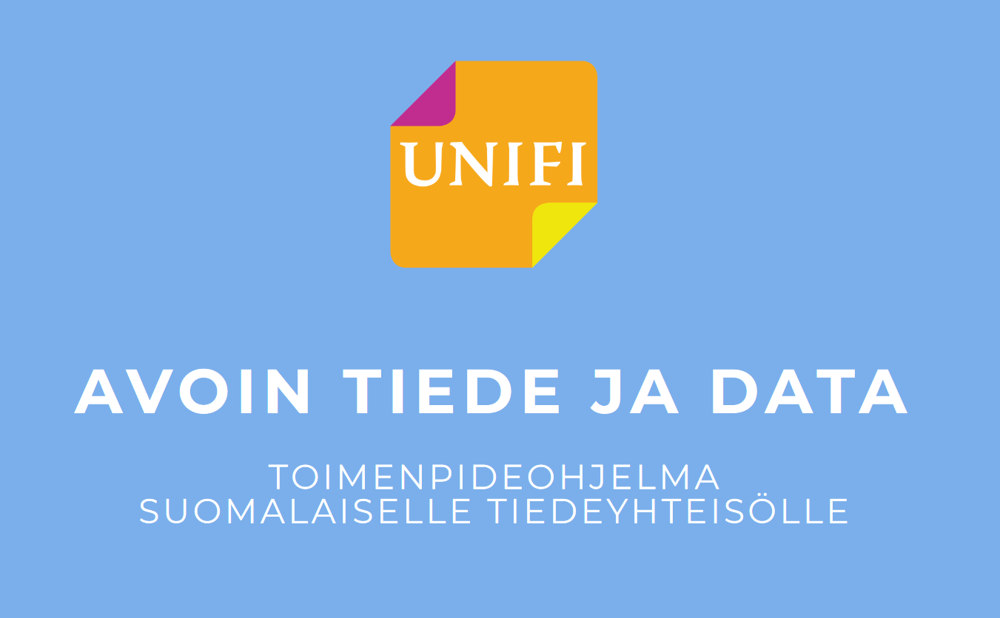 UNIFI
AVOIN TIEDE JA DATA
TOIMENPIDEOHJELMA
SUOMALAISELLE TIEDEYHTEISÖLLE